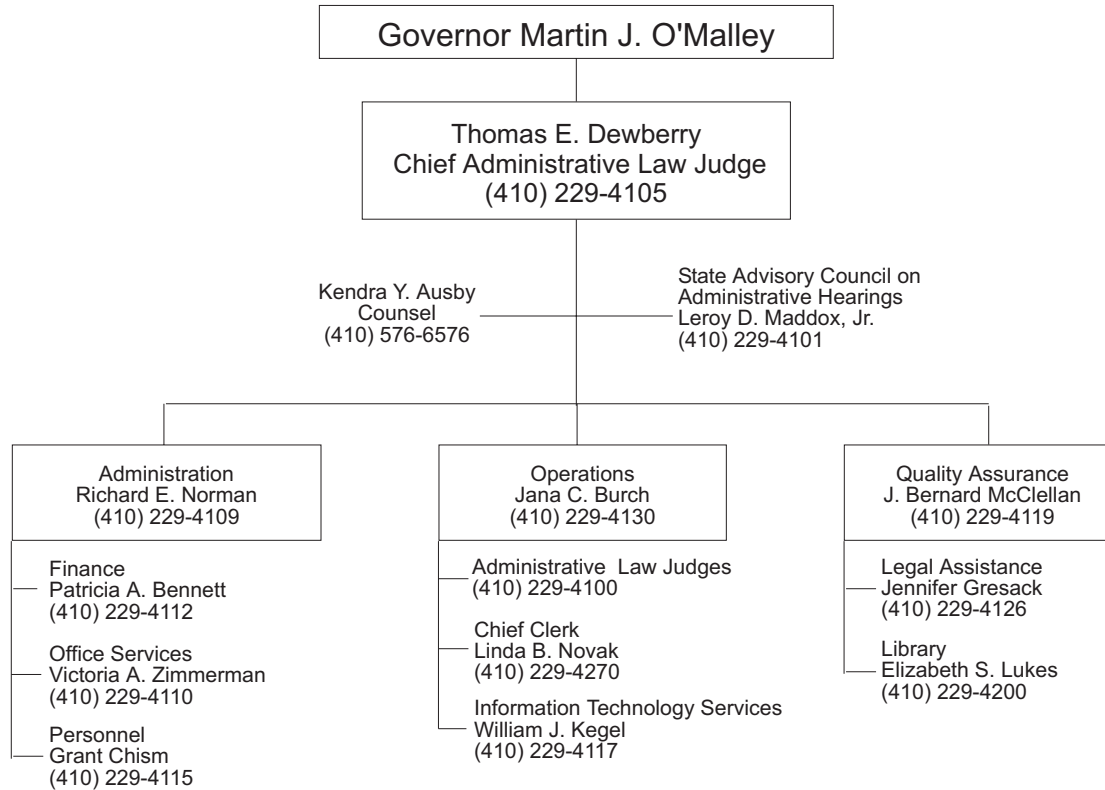 Governor Martin J. O'Malley
Thomas E. Dewberry
Chief Administrative Law Judge
(410) 229-4105
Kendra Y. Ausby
Counsel
(410) 576-6576
State Advisory Council on
Administrative Hearings
Leroy D. Maddox, Jr.
(410) 229-4101
Administration
Richard E. Norman
(410) 229-4109
Finance
Patricia A. Bennett
(410) 229-4112
Office Services
Victoria A. Zimmerman
(410) 229-4110
Personnel
Grant Chism
(410) 229-4115
Operations
Jana C. Burch
(410) 229-4130
Administrative Law Judges
(410) 229-4100
Chief Clerk
Linda B. Novak
(410) 229-4270
Information Technology Services
William J. Kegel
(410) 229-4117
Quality Assurance
J. Bernard McClellan
(410) 229-4119
Legal Assistance
Jennifer Gresack
(410) 229-4126
Library
Elizabeth S. Lukes
(410) 229-4200